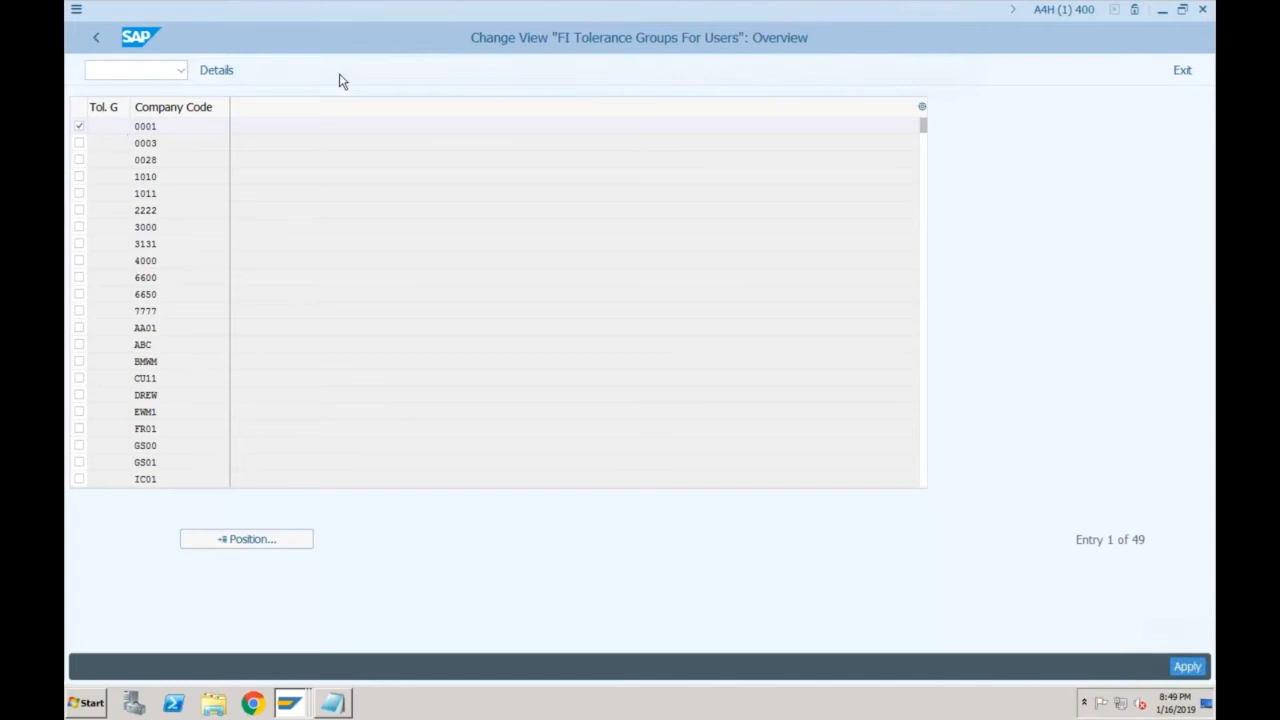 A4H (1) 400
SAP
Change View "FI Tolerance Groups For Users": Overview
Details
Exit
Tol. G Company Code
0001
0003
0028
1010
1011
2222
3000
3131
4000
6600
6650
7777
AA01
ABC
BMWM
CU11
DREW
EWM1
FR01
GS00
GS01
IC01
Position...
Entry 1 of 49
Apply
Start
8:49 PM
1/16/2019